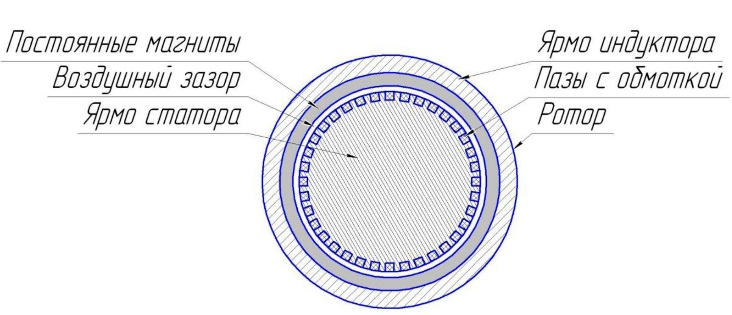 Постоянные магниты
Воздушный зазор
Ярмо статора
Ярмо индуктора
Пазы с обмоткой
Ротор